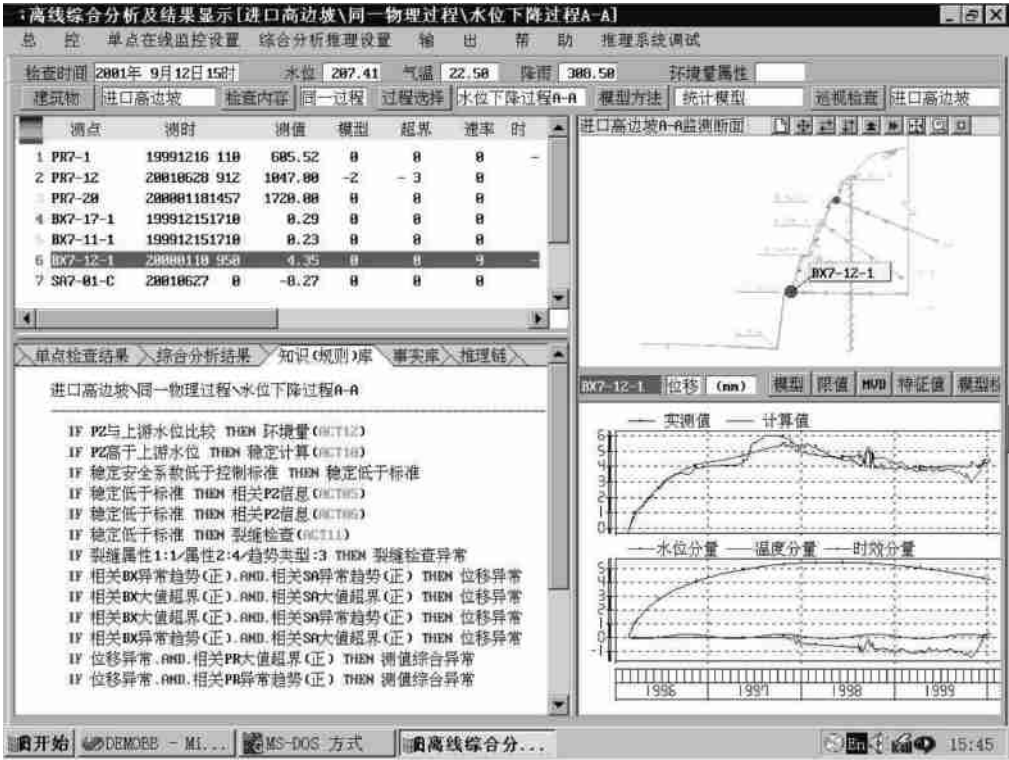 离线综合分析及结果显示[进口高边坡\同一物理过程\水位下降过程A-A]
总 控 单点在线监控设置 综合分析推理设置 输 出 帮 助 推理系统调试
检查时间 2001年 9月12日15时 水位 207.41 气温 22.50 降雨 308.50 环境量属性
建筑物 进口高边坡 检查内容 同一过程 过程选择 水位下降过程A-A 模型方法 统计模型 巡视检查 进口高边坡
测点 测时 测值 模型 超界 速率 时
1 PR7-1 19991216 110 605.52 0 0 0 -
2 PR7-12 20010628 912 1047.00 -2 - 3 0
PR7-20 200001181457 1720.00 0 0 0
4 BX7-17-1 199912151710 0.29 0 0 0
BX7-11-1 199912151710 0.23 0 0 0
6 BX7-12-1 20000110 950 4.35 0 0 9 -
7 SA7-01-C 20010627 0 -8.27 0 0 0
进口高边坡A-A监测断面
BX7-12-1
单点检查结果 综合分析结果 知识(规则)库 事实库 推理链
进口高边坡\同一物理过程\水位下降过程A-A
IF PZ与上游水位比较 THEN 环境量(ACT12)
IF PZ高于上游水位 THEN 稳定计算(ACT10)
IF 稳定安全系数低于控制标准 THEN 稳定低于标准
IF 稳定低于标准 THEN 相关PZ信息(ACT05)
IF 稳定低于标准 THEN 相关PZ信息(ACT06)
IF 稳定低于标准 THEN 裂缝检查(ACT11)
IF 裂缝属性1:1/属性2:4/趋势类型:3 THEN 裂缝检查异常
IF 相关BX异常趋势(正).AND.相关SA异常趋势(正) THEN 位移异常
IF 相关BX大值超界(正).AND.相关SA大值超界(正) THEN 位移异常
IF 相关BX大值超界(正).AND.相关SA异常趋势(正) THEN 位移异常
IF 相关BX异常趋势(正).AND.相关SA大值超界(正) THEN 位移异常
IF 位移异常.AND.相关PR大值超界(正) THEN 测值综合异常
IF 位移异常.AND.相关PR异常趋势(正) THEN 测值综合异常
BX7-12-1 位移 (mm) 模型 限值 MVD 特征值 模型
实测值 计算值
6
5
4
3
2
1
0
水位分量 温度分量 时效分量
5
4
3
2
1
0
-1
1996 1997 1998 1999
开始 DEMOBB - Mi... MS-DOS 方式 离线综合分... En 15:45